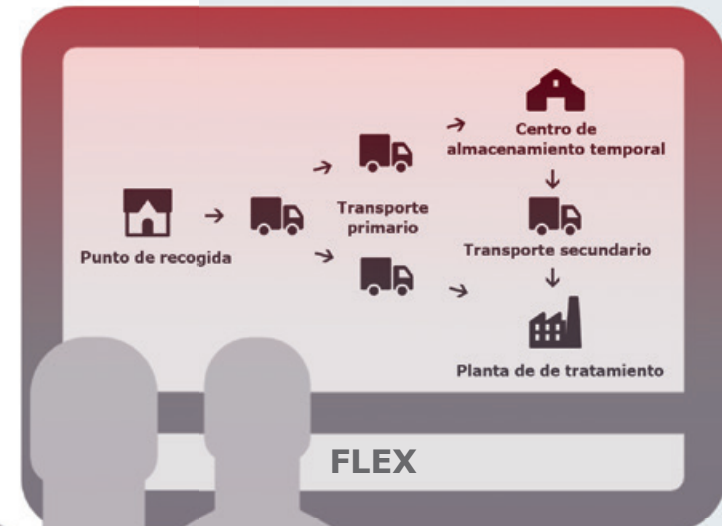 Centro de
almacenamiento temporal
Transporte
primario
Punto de recogida
Transporte secundario
Planta de de tratamiento
FLEX